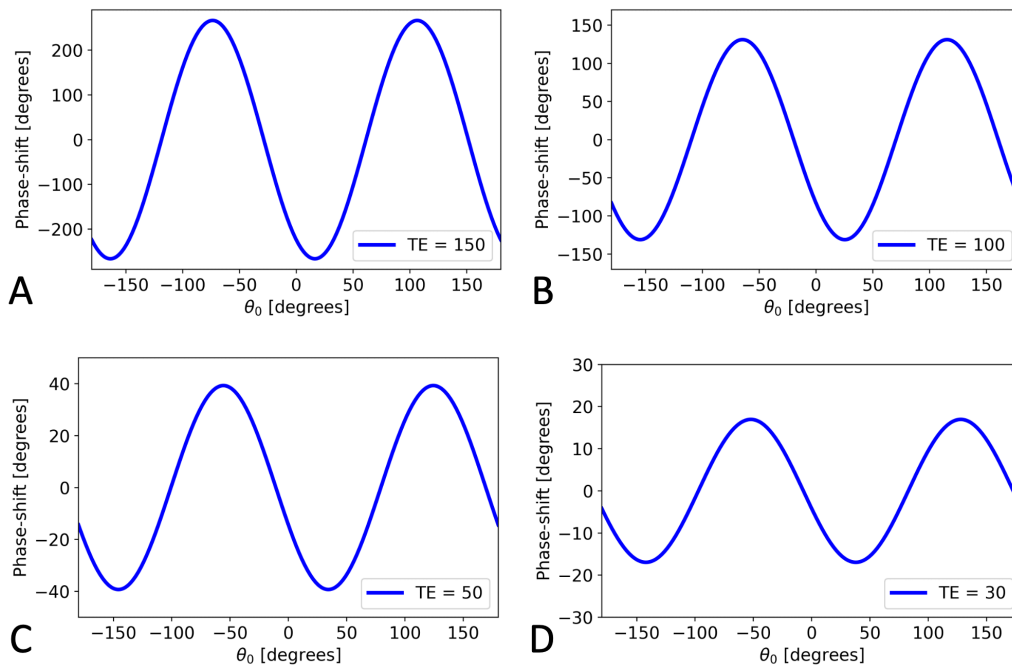 Phase-shift [degrees]
200
100
0
−100
−200
TE = 150
−150 −100 −50 0 50 100 150
θ0 [degrees]
A
Phase-shift [degrees]
150
100
50
0
−50
−100
−150
TE = 100
−150 −100 −50 0 50 100 150
θ0 [degrees]
B
Phase-shift [degrees]
40
20
0
−20
−40
TE = 50
−150 −100 −50 0 50 100 150
θ0 [degrees]
C
Phase-shift [degrees]
30
20
10
0
−10
−20
−30
TE = 30
−150 −100 −50 0 50 100 150
θ0 [degrees]
D